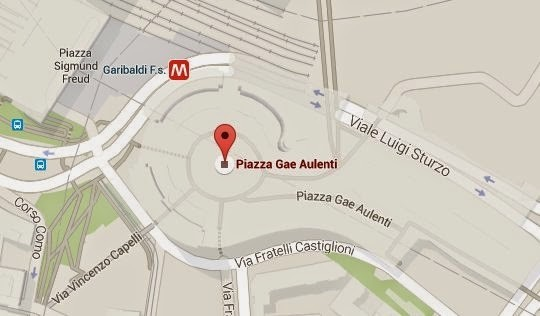 Piazza
Sigmund
Freud
Garibaldi F.s.
M
Viale Luigi Sturzo
Piazza Gae Aulenti
Piazza Gae Aulenti
Corso Como
Via Vincenzo Capelli
Via Fratelli Castiglioni
Via F